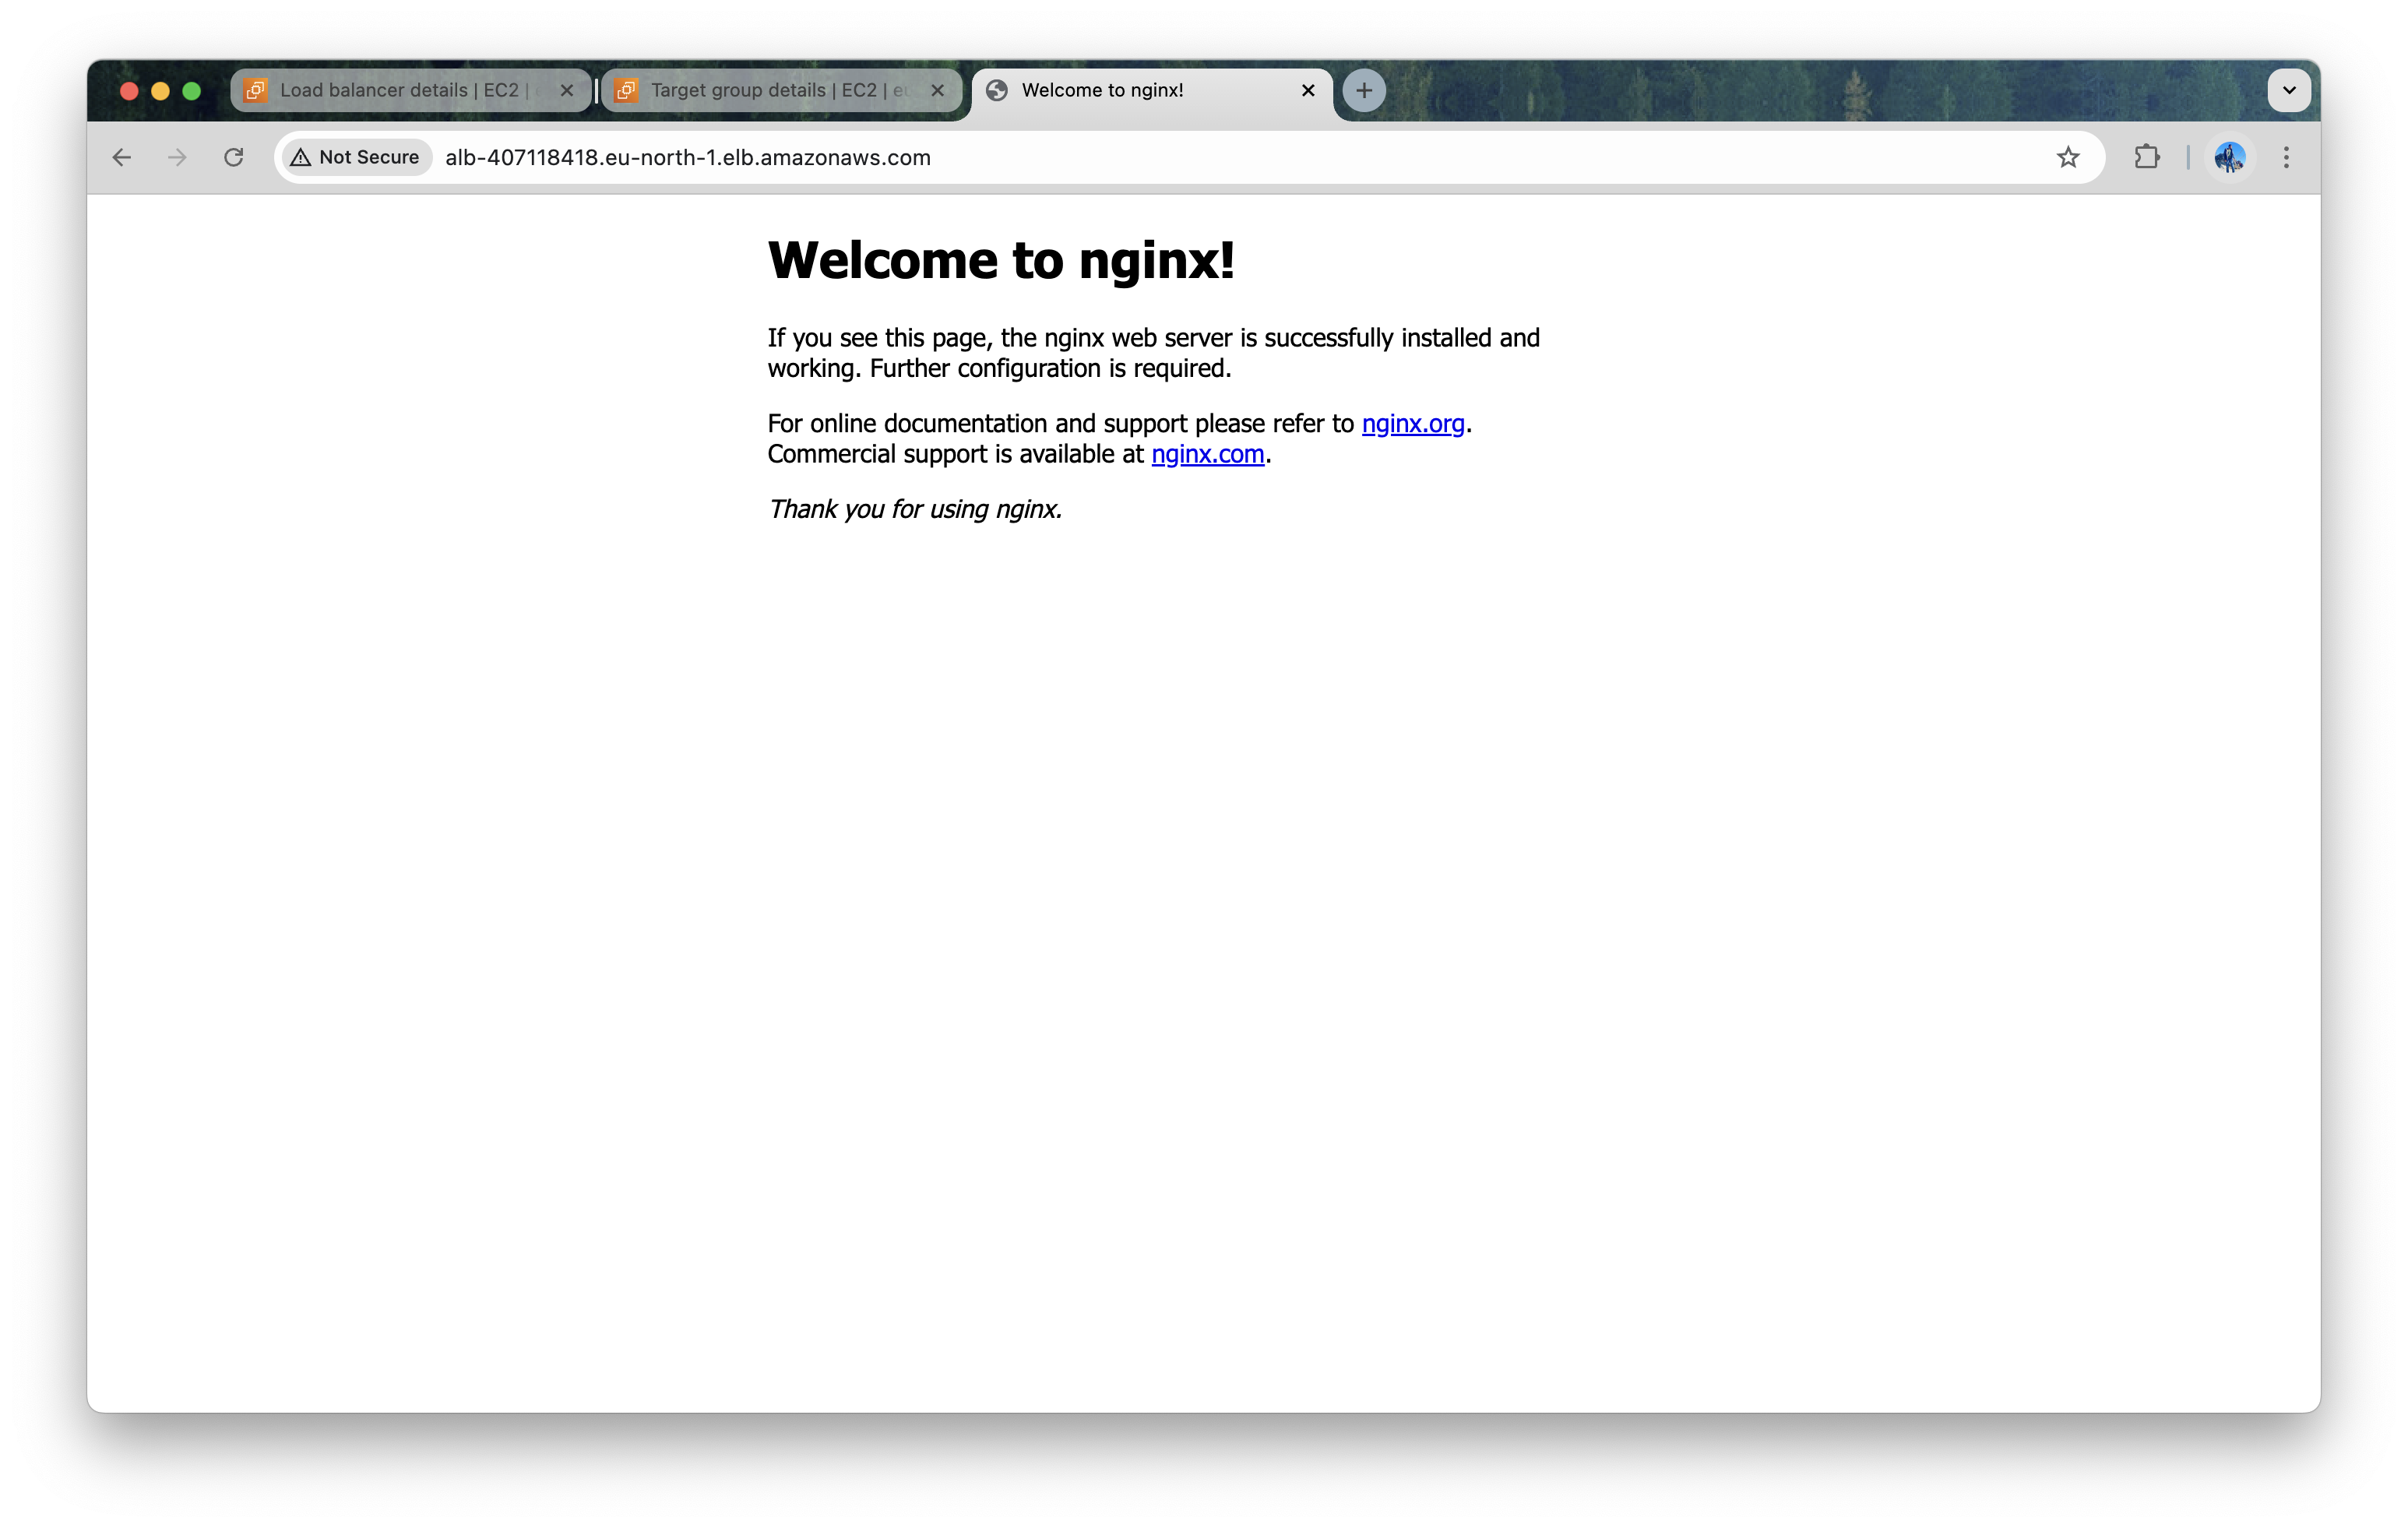 Load balancer details | EC2 |
Target group details | EC2 | eu
Welcome to nginx!
Not Secure
alb-407118418.eu-north-1.elb.amazonaws.com
Welcome to nginx!
If you see this page, the nginx web server is successfully installed and
working. Further configuration is required.
For online documentation and support please refer to nginx.org.
Commercial support is available at nginx.com.
Thank you for using nginx.